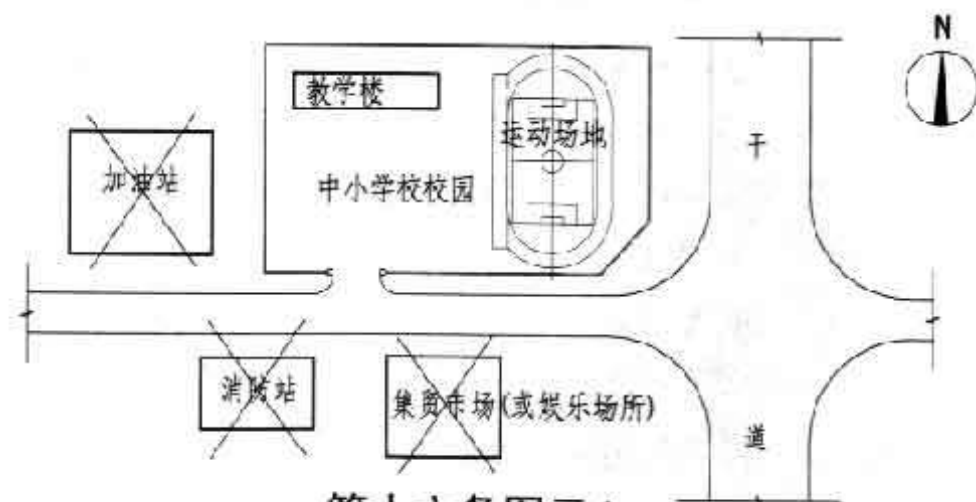 N
教学楼
运动场地
干
加油站
中小学校校园
消防站
集贸市场(或娱乐场所)
道